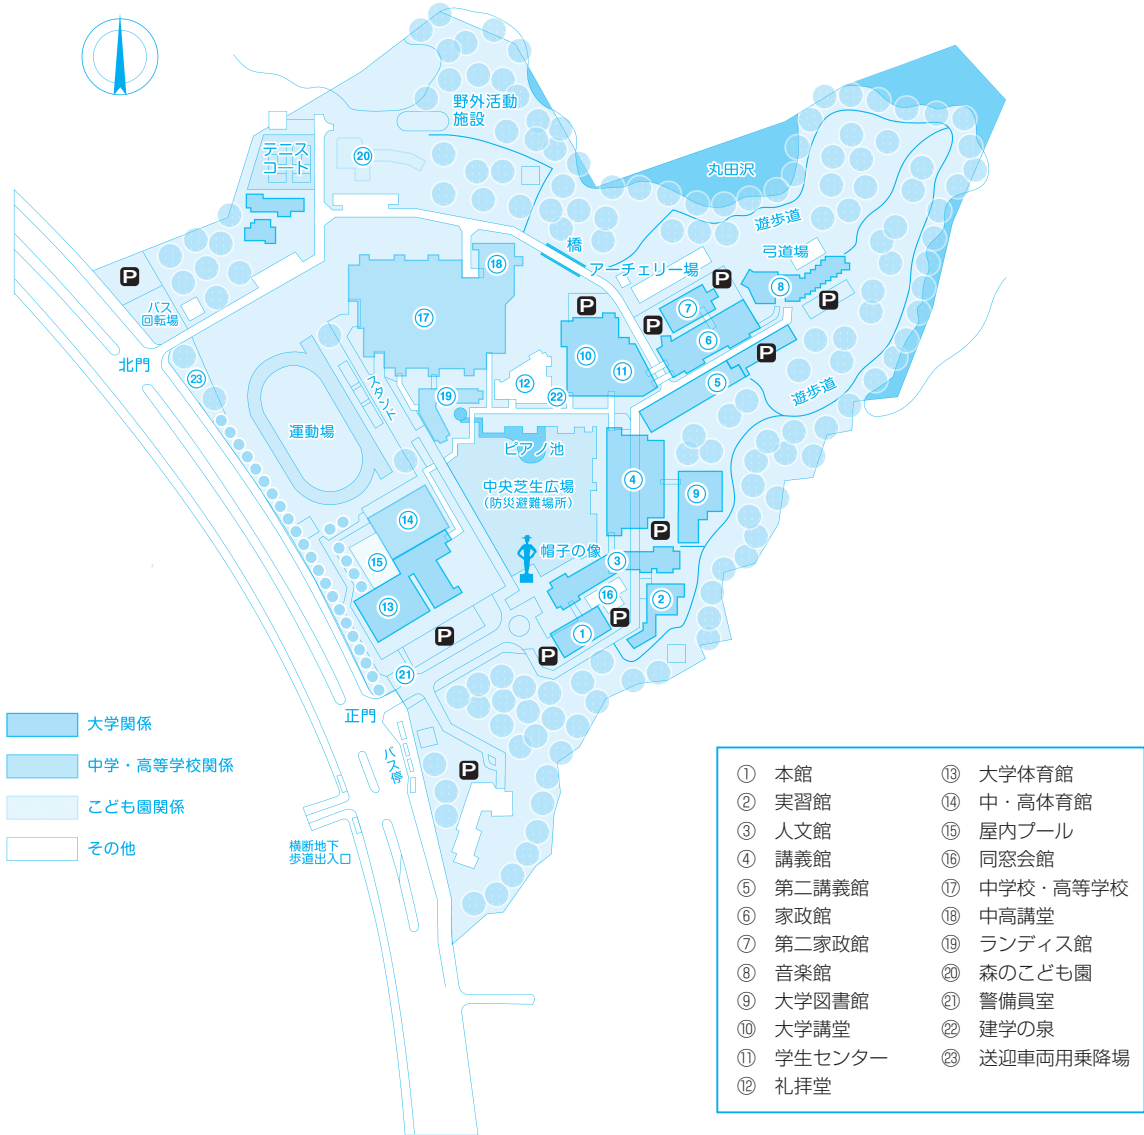 野外活動
施設
テニス
コート
⑳
丸田沢
遊歩道
橋
弓道場
アーチェリー場
⑱
⑧
P
P
P
P
P
⑦
バス
回転場
⑰
⑥
P
北門
⑩
⑪
⑤
㉓
⑫
遊歩道
スタンド
⑲
㉒
運動場
ピアノ池
④
中央芝生広場
(防災避難場所)
⑨
⑭
P
帽子の像
⑮
③
⑬
⑯
②
P
①
P
P
㉑
正門
バス停
P
大学関係
中学・高等学校関係
こども園関係
その他
横断地下
歩道出入口
① 本館
② 実習館
③ 人文館
④ 講義館
⑤ 第二講義館
⑥ 家政館
⑦ 第二家政館
⑧ 音楽館
⑨ 大学図書館
⑩ 大学講堂
⑪ 学生センター
⑫ 礼拝堂
⑬ 大学体育館
⑭ 中・高体育館
⑮ 屋内プール
⑯ 同窓会館
⑰ 中学校・高等学校
⑱ 中高講堂
⑲ ランディス館
⑳ 森のこども園
㉑ 警備員室
㉒ 建学の泉
㉓ 送迎車両用乗降場